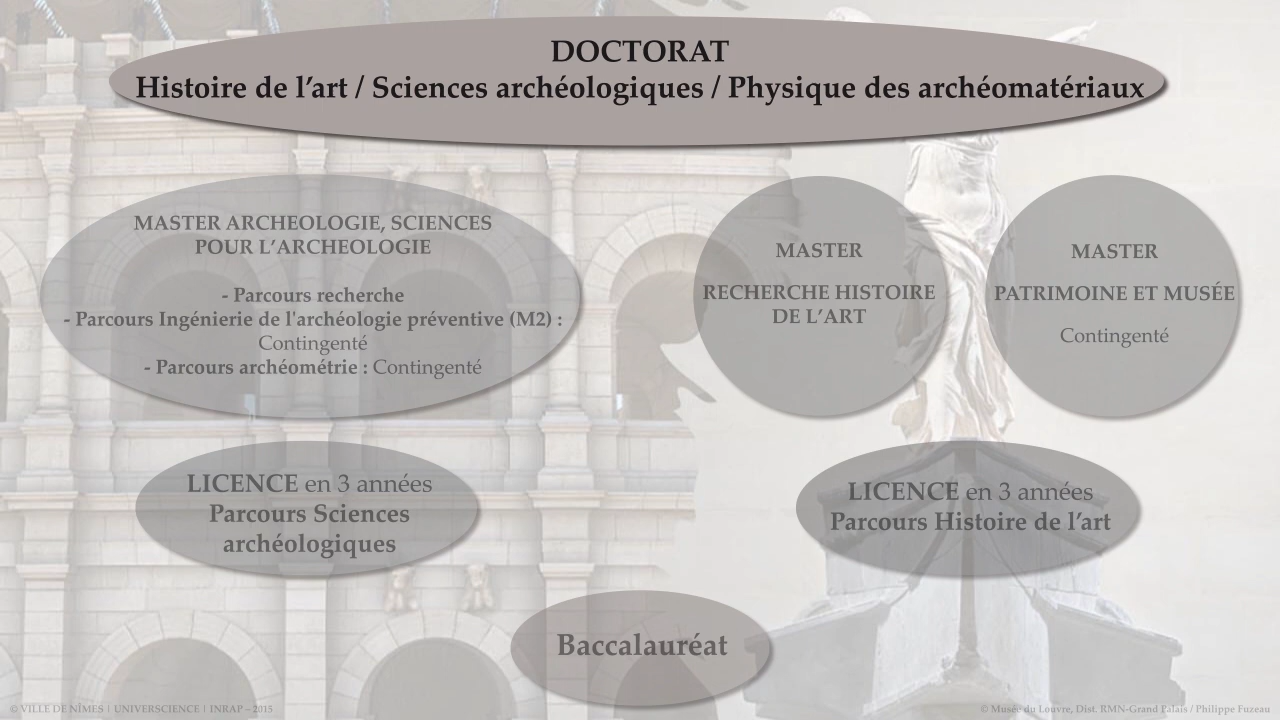 DOCTORAT
Histoire de l’art / Sciences archéologiques / Physique des archéomatériaux
MASTER ARCHEOLOGIE, SCIENCES
POUR L’ARCHEOLOGIE
- Parcours recherche
- Parcours Ingénierie de l'archéologie préventive (M2) :
Contingenté
- Parcours archéométrie : Contingenté
MASTER
RECHERCHE HISTOIRE
DE L’ART
MASTER
PATRIMOINE ET MUSÉE
Contingenté
LICENCE en 3 années
Parcours Sciences
archéologiques
LICENCE en 3 années
Parcours Histoire de l’art
Baccalauréat
© VILLE DE NÎMES | UNIVERSCIENCE | INRAP – 2015
© Musée du Louvre, Dist. RMN-Grand Palais / Philippe Fuzeau